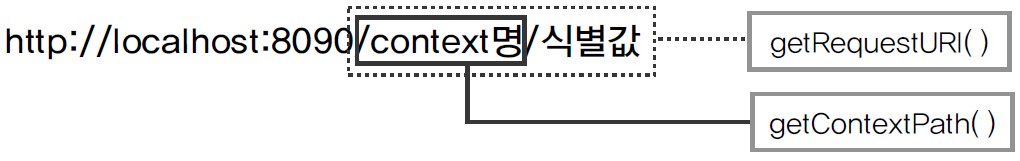 http://localhost:8090/context명/식별값
getRequestURI( )
getContextPath( )